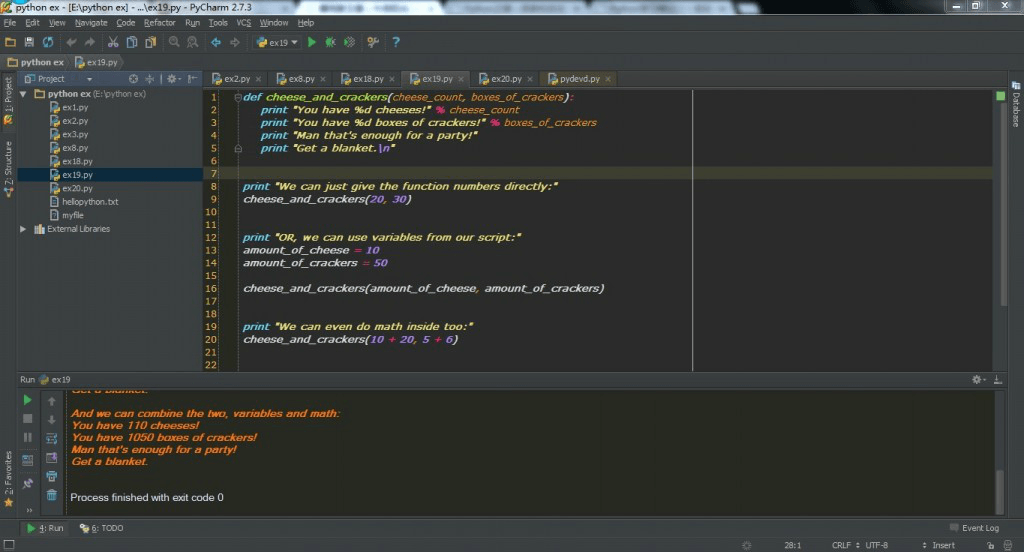 python ex - [E:\python ex] - ...\ex19.py - PyCharm 2.7.3
File Edit View Navigate Code Refactor Run Tools VCS Window Help
ex19
python ex ex19.py
Project
ex2.py ex8.py ex18.py ex19.py ex20.py pydevd.py
1: Project
Z: Structure
2: Favorites
Database
python ex (E:\python ex)
ex1.py
ex2.py
ex3.py
ex8.py
ex18.py
ex19.py
ex20.py
hellopython.txt
myfile
External Libraries
1 def cheese_and_crackers(cheese_count, boxes_of_crackers):
2 print "You have %d cheeses!" % cheese_count
3 print "You have %d boxes of crackers!" % boxes_of_crackers
4 print "Man that's enough for a party!"
5 print "Get a blanket.\n"
6
7
8 print "We can just give the function numbers directly:"
9 cheese_and_crackers(20, 30)
10
11
12 print "OR, we can use variables from our script:"
13 amount_of_cheese = 10
14 amount_of_crackers = 50
15
16 cheese_and_crackers(amount_of_cheese, amount_of_crackers)
17
18
19 print "We can even do math inside too:"
20 cheese_and_crackers(10 + 20, 5 + 6)
21
22
Run ex19
Get a blanket.
And we can combine the two, variables and math:
You have 110 cheeses!
You have 1050 boxes of crackers!
Man that's enough for a party!
Get a blanket.
Process finished with exit code 0
4: Run 6: TODO Event Log
28:1 CRLF UTF-8 Insert